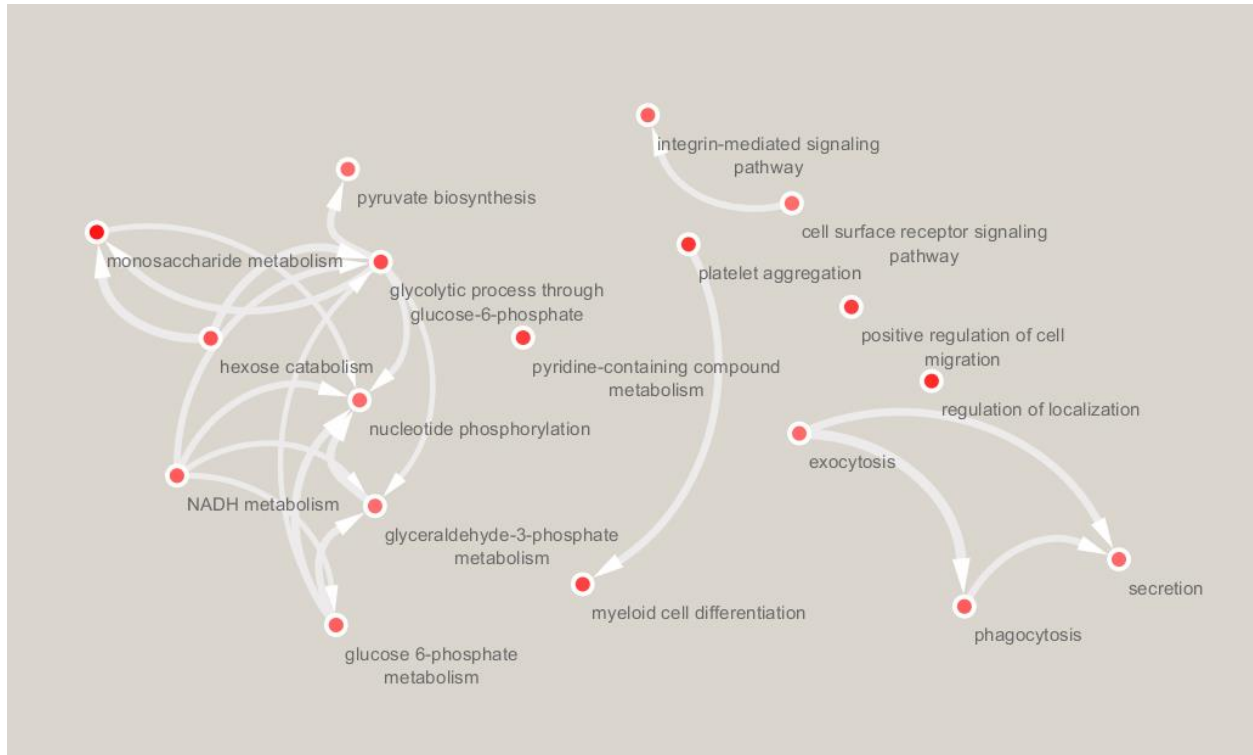 integrin-mediated signaling
pathway
pyruvate biosynthesis
cell surface receptor signaling
pathway
monosaccharide metabolism
platelet aggregation
glycolytic process through
glucose-6-phosphate
positive regulation of cell
migration
hexose catabolism
pyridine-containing compound
metabolism
regulation of localization
nucleotide phosphorylation
exocytosis
NADH metabolism
glyceraldehyde-3-phosphate
metabolism
secretion
myeloid cell differentiation
phagocytosis
glucose 6-phosphate
metabolism